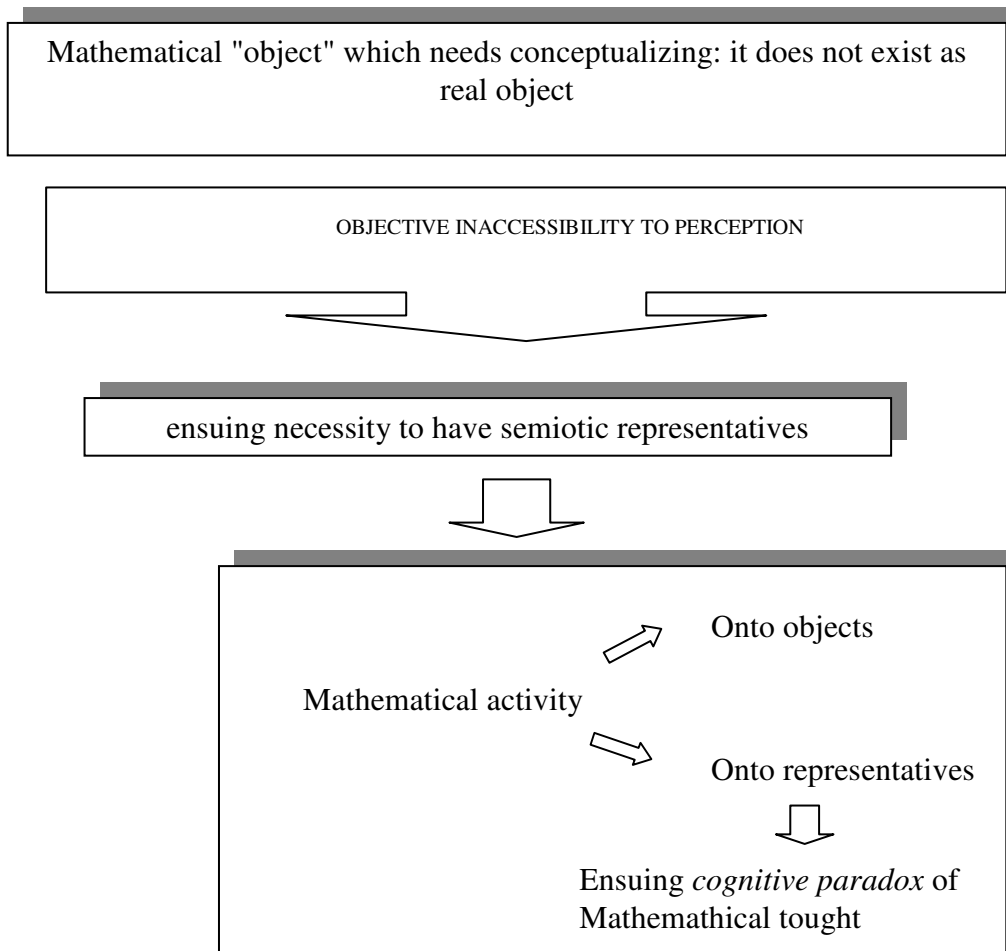 Mathematical "object" which needs conceptualizing: it does not exist as
real object
OBJECTIVE INACCESSIBILITY TO PERCEPTION
ensuing necessity to have semiotic representatives
Onto objects
Mathematical activity
Onto representatives
Ensuing cognitive paradox of
Mathemathical tought